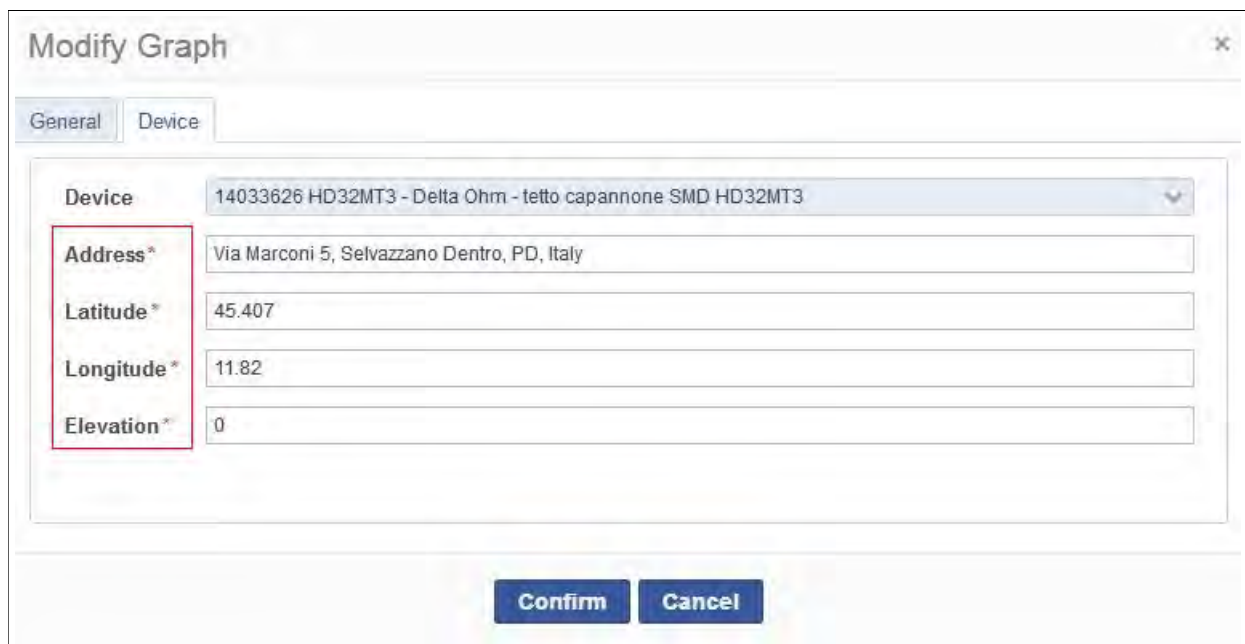 Modify Graph ×
General Device
Device 14033626 HD32MT3 - Delta Ohm - tetto capannone SMD HD32MT3
Address* Via Marconi 5, Selvazzano Dentro, PD, Italy
Latitude* 45.407
Longitude* 11.82
Elevation* 0
Confirm Cancel